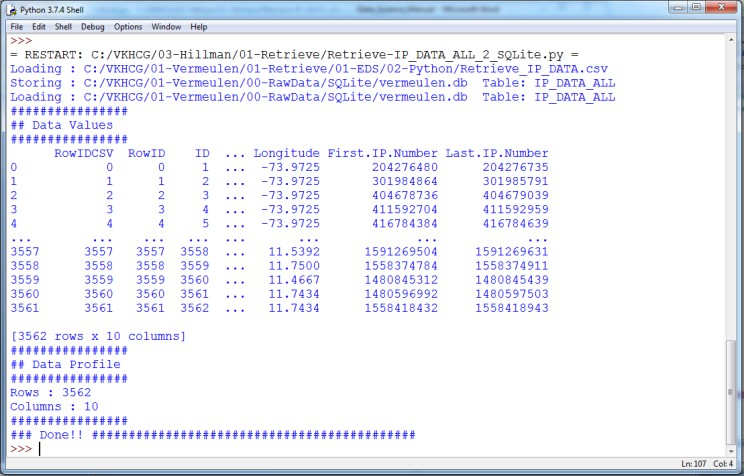 Python 3.7.4 Shell
File Edit Shell Debug Options Window Help
>>>
= RESTART: C:/VKHCG/03-Hillman/01-Retrieve/Retrieve-IP_DATA_ALL_2_SQLite.py =
Loading : C:/VKHCG/01-Vermeulen/01-Retrieve/01-EDS/02-Python/Retrieve_IP_DATA.csv
Storing : C:/VKHCG/01-Vermeulen/00-RawData/SQLite/vermeulen.db  Table: IP_DATA_ALL
Loading : C:/VKHCG/01-Vermeulen/00-RawData/SQLite/vermeulen.db  Table: IP_DATA_ALL
################
## Data Values
################
      RowIDCSV  RowID    ID  ...  Longitude  First.IP.Number  Last.IP.Number
0            0      0     1  ...   -73.9725        204276480       204276735
1            1      1     2  ...   -73.9725        301984864       301985791
2            2      2     3  ...   -73.9725        404678736       404679039
3            3      3     4  ...   -73.9725        411592704       411592959
4            4      4     5  ...   -73.9725        416784384       416784639
...        ...    ...   ...  ...        ...              ...             ...
3557      3557   3557  3558  ...    11.5392       1591269504      1591269631
3558      3558   3558  3559  ...    11.7500       1558374784      1558374911
3559      3559   3559  3560  ...    11.4667       1480845312      1480845439
3560      3560   3560  3561  ...    11.7434       1480596992      1480597503
3561      3561   3561  3562  ...    11.7434       1558418432      1558418943
[3562 rows x 10 columns]
################
## Data Profile
################
Rows : 3562
Columns : 10
################
### Done!! ############################################
>>>
Ln: 107 Col: 4